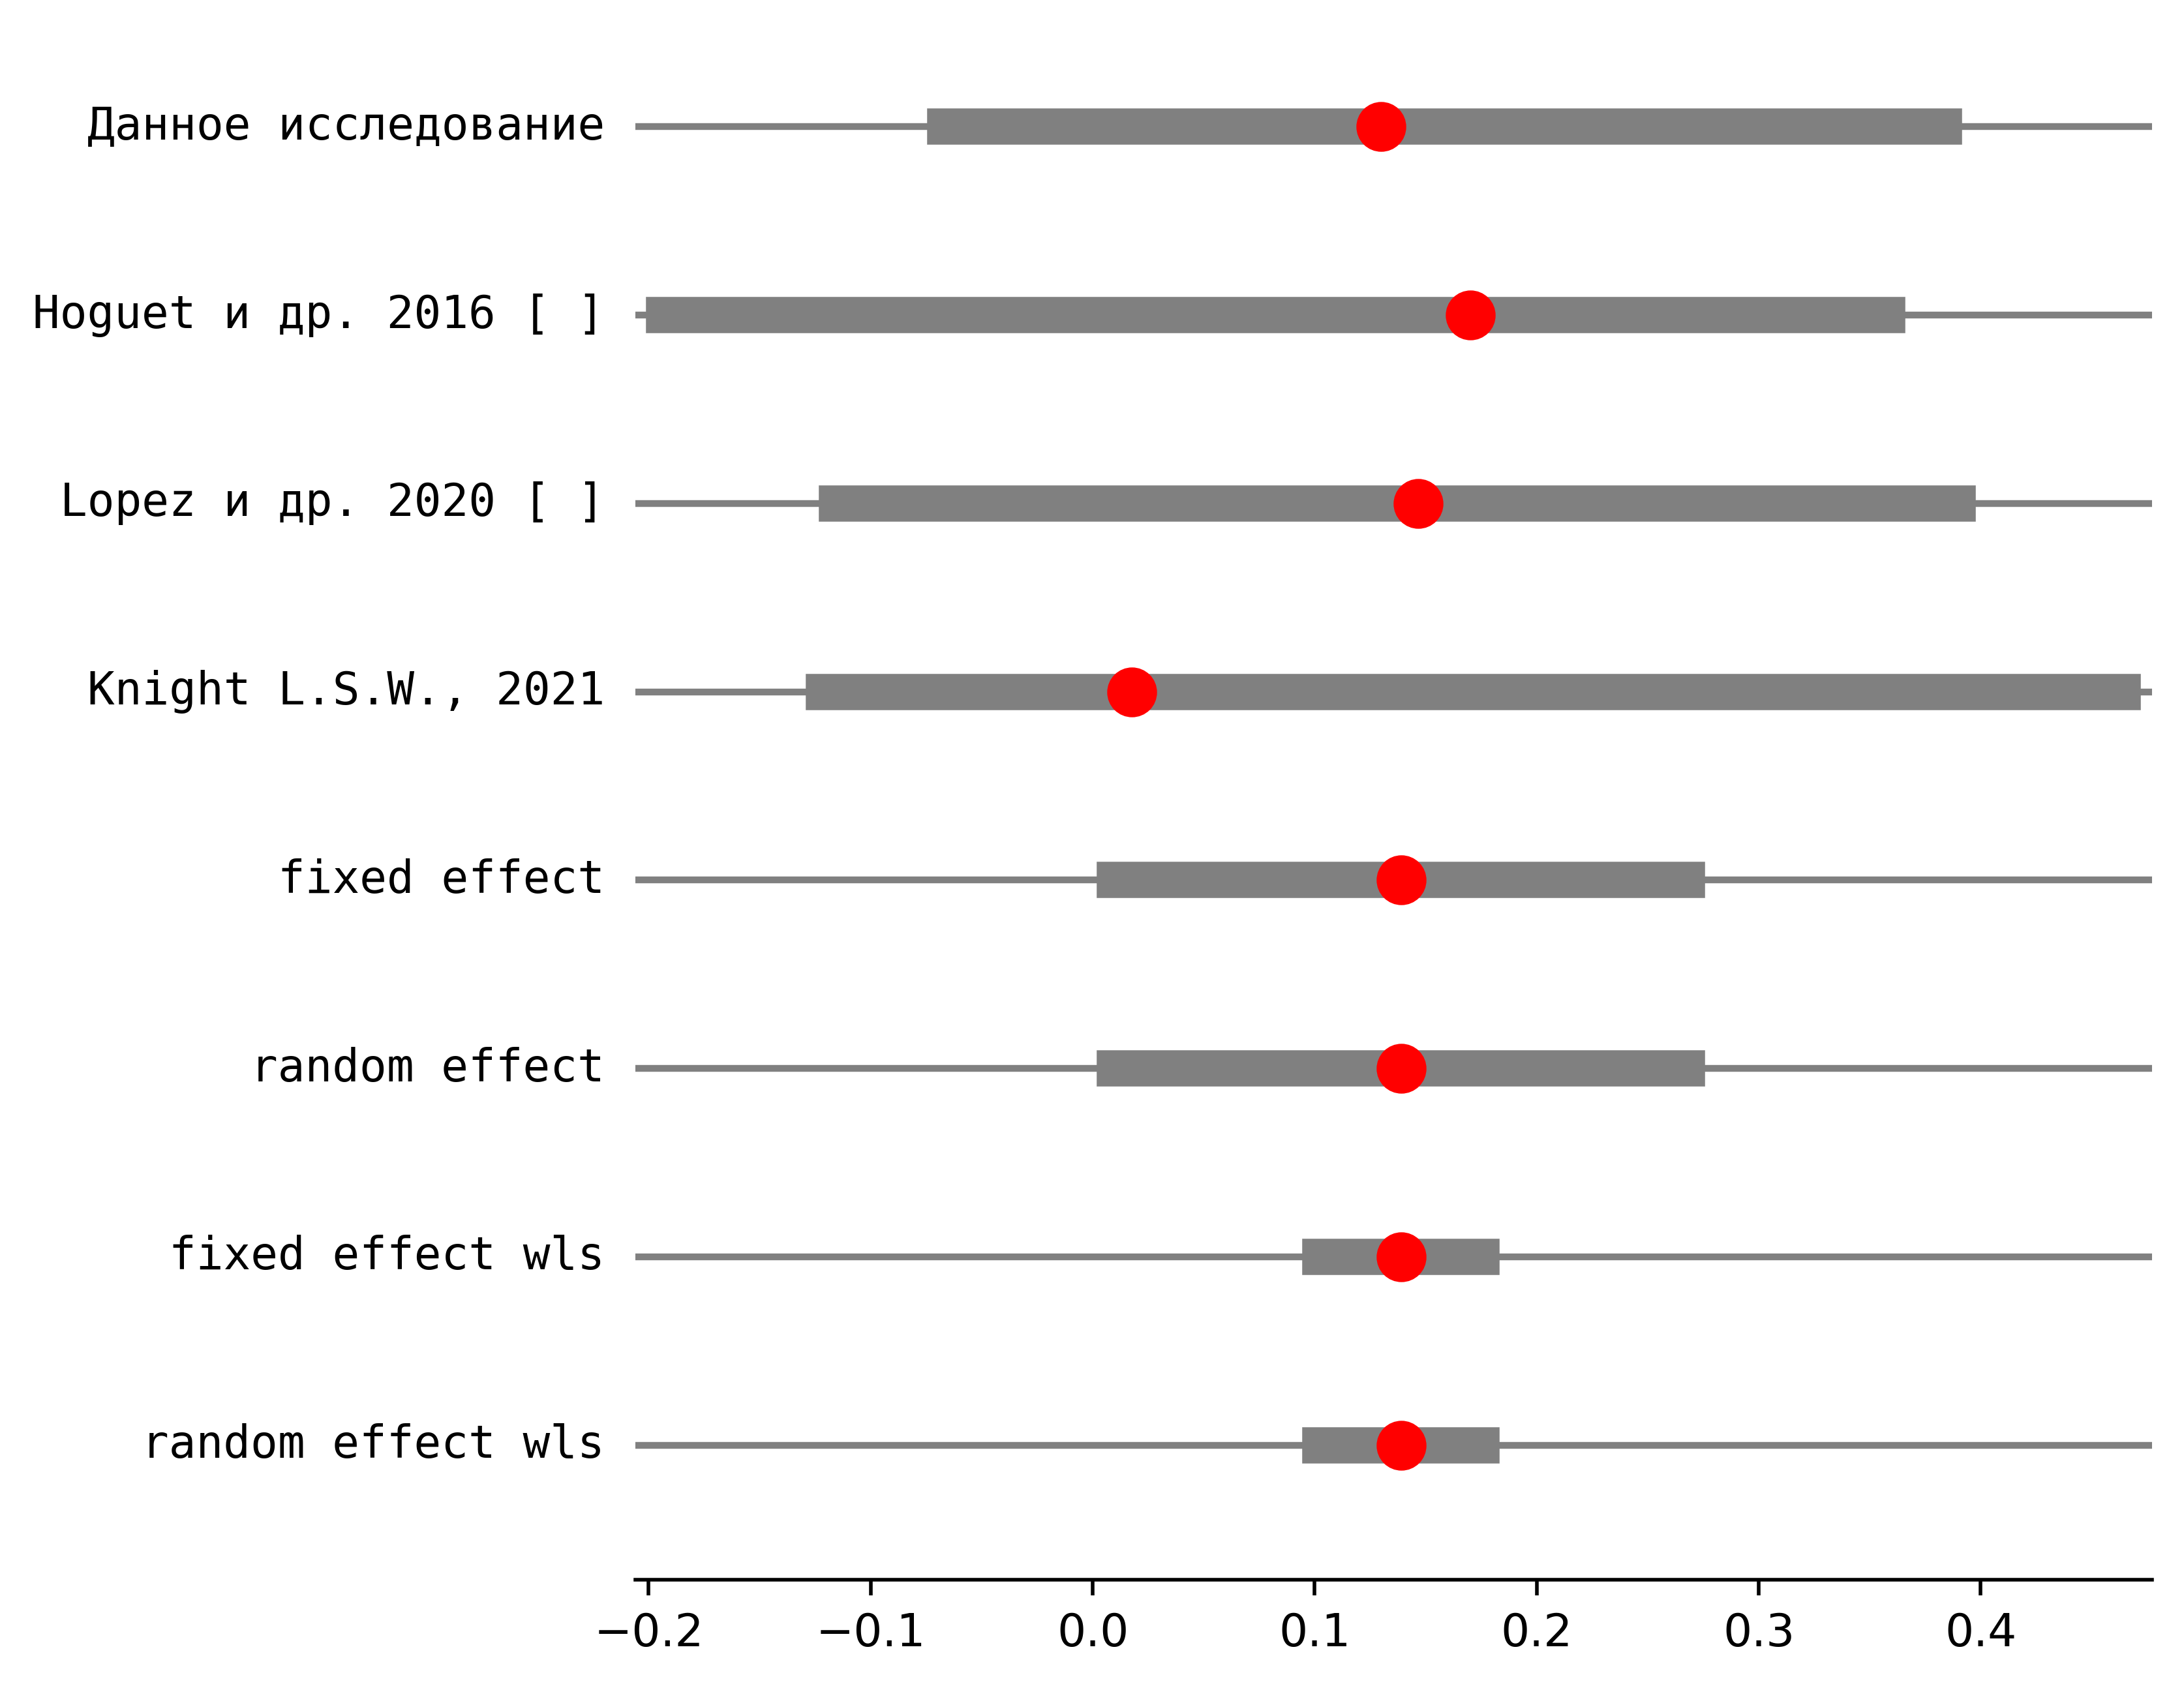 Данное исследование
Hoguet и др. 2016 [ ]
Lopez и др. 2020 [ ]
Knight L.S.W., 2021
fixed effect
random effect
fixed effect wls
random effect wls
−0.2 −0.1 0.0 0.1 0.2 0.3 0.4